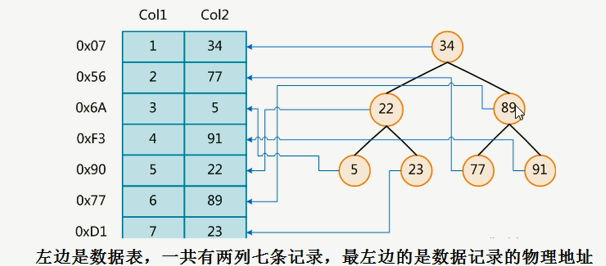 Col1 Col2
0x07 1 34
0x56 2 77
0x6A 3 5
0xF3 4 91
0x90 5 22
0x77 6 89
0xD1 7 23
34
22 89
5 23 77 91
左边是数据表，一共有两列七条记录，最左边的是数据记录的物理地址